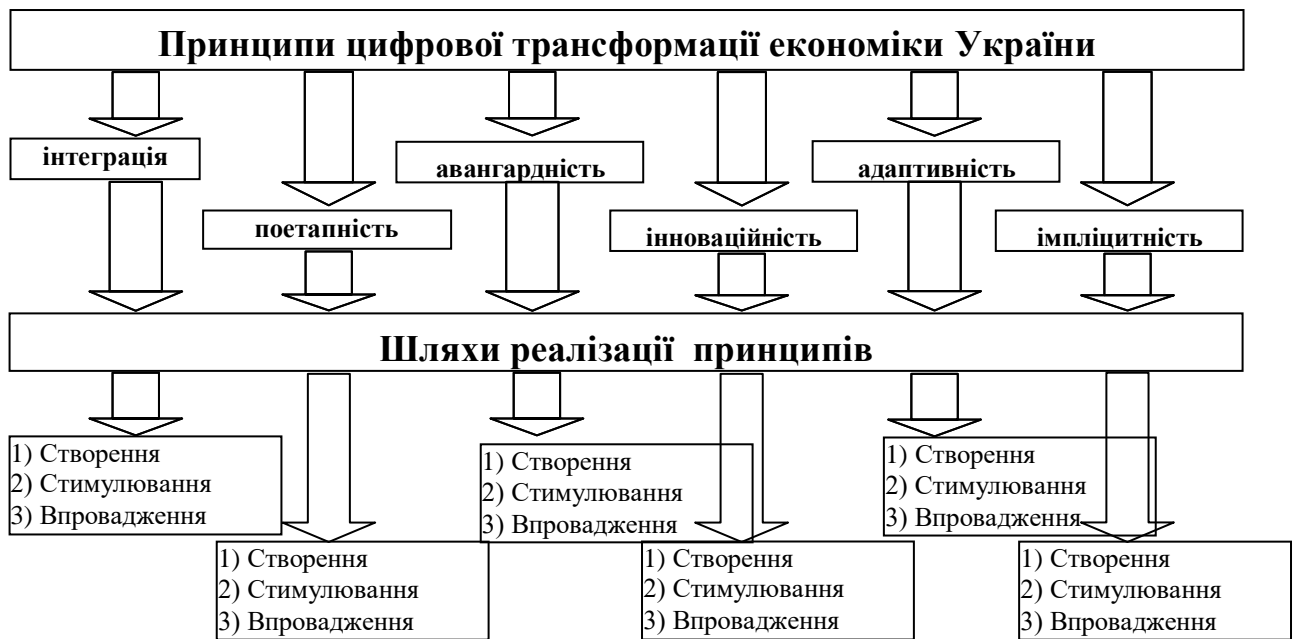 Принципи цифрової трансформації економіки України
інтеграція
авангардність
адаптивність
поетапність
інноваційність
імпліцитність
Шляхи реалізації принципів
1) Створення
2) Стимулювання
3) Впровадження
1) Створення
2) Стимулювання
3) Впровадження
1) Створення
2) Стимулювання
3) Впровадження
1) Створення
2) Стимулювання
3) Впровадження
1) Створення
2) Стимулювання
3) Впровадження
1) Створення
2) Стимулювання
3) Впровадження